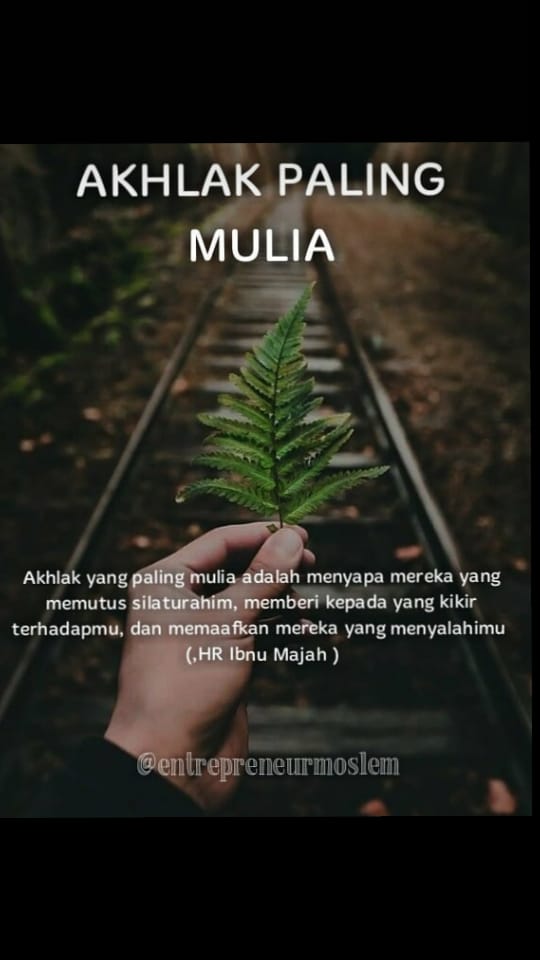 AKHLAK PALING
MULIA
Akhlak yang paling mulia adalah menyapa mereka yang
memutus silaturahim, memberi kepada yang kikir
terhadapmu, dan memaafkan mereka yang menyalahimu
(,HR Ibnu Majah )
@entrepreneurmoslem